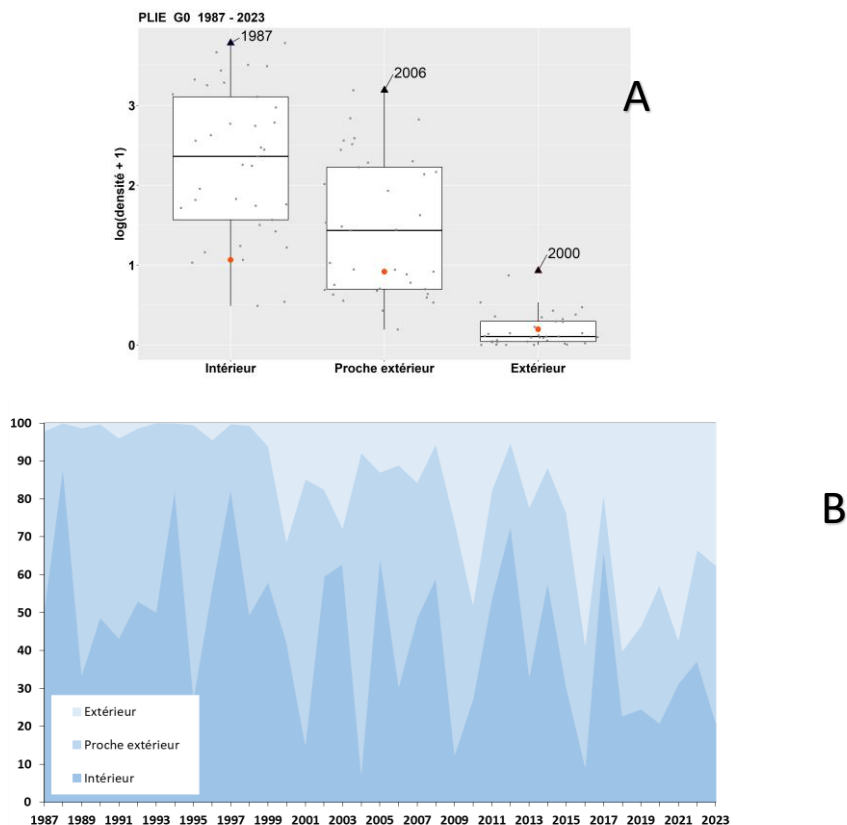 PLIE G0 1987 - 2023
1987
2006
A
3
log(densité + 1)
2
2000
1
0
Intérieur Proche extérieur Extérieur
100
90
80
B
70
60
50
40
30
Extérieur
20
Proche extérieur
10
Intérieur
0
1987 1989 1991 1993 1995 1997 1999 2001 2003 2005 2007 2009 2011 2013 2015 2017 2019 2021 2023